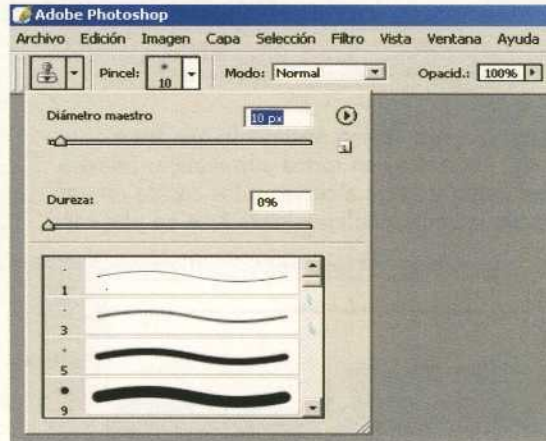 Adobe Photoshop
Archivo Edición Imagen Capa Selección Filtro Vista Ventana Ayuda
Pincel: 10 Modo: Normal Opacid.: 100%
Diámetro maestro 10 px
Dureza: 0%
1
3
5
9